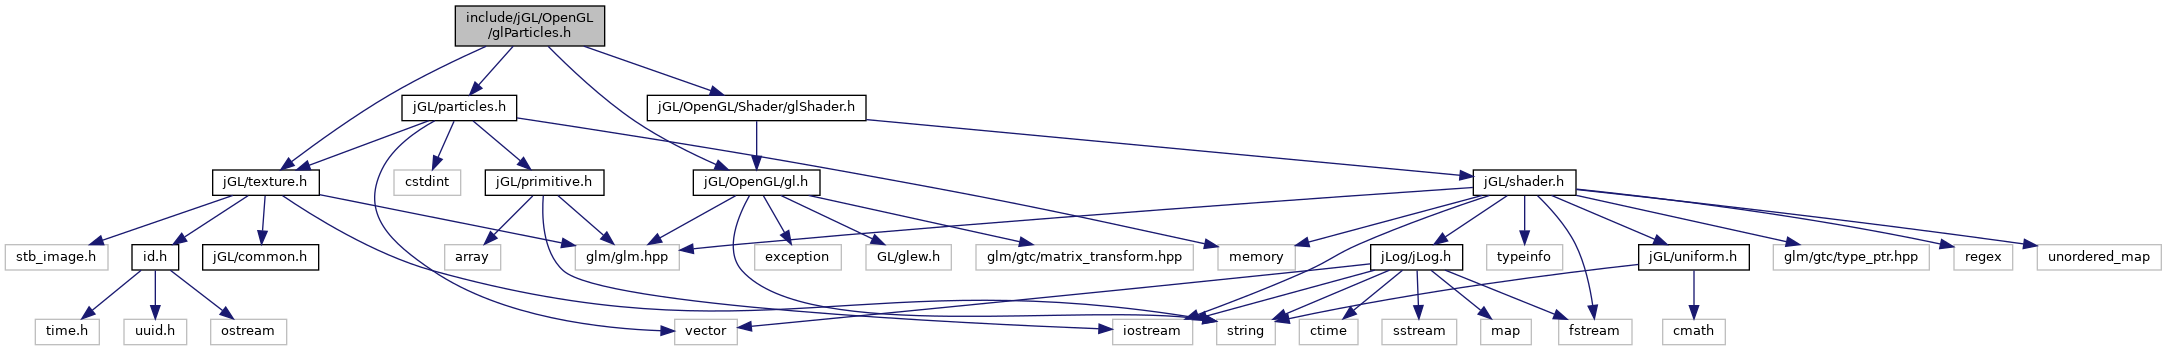 include/jGL/OpenGL
/glParticles.h
jGL/particles.h
jGL/OpenGL/Shader/glShader.h
jGL/texture.h
cstdint
jGL/primitive.h
jGL/OpenGL/gl.h
jGL/shader.h
stb_image.h
id.h
jGL/common.h
array
glm/glm.hpp
exception
GL/glew.h
glm/gtc/matrix_transform.hpp
memory
jLog/jLog.h
typeinfo
jGL/uniform.h
glm/gtc/type_ptr.hpp
regex
unordered_map
time.h
uuid.h
ostream
vector
iostream
string
ctime
sstream
map
fstream
cmath